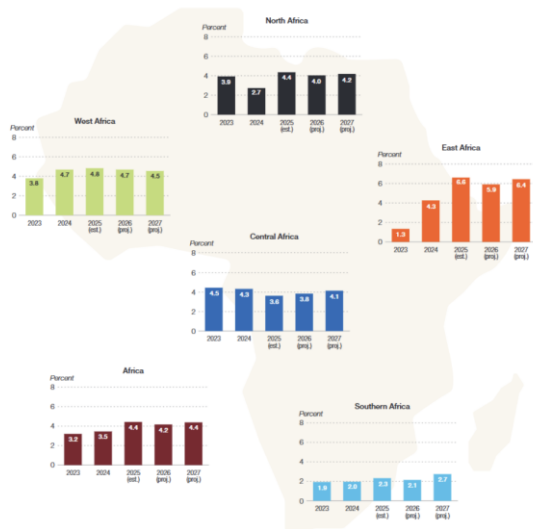 North Africa
Percent
8
6
4
2
0
3.9 2.7 4.4 4.0 4.2
2023 2024 2025 2026 2027
(est.) (proj.) (proj.)
West Africa
Percent
8
6
4
2
0
3.8 4.7 4.8 4.7 4.5
2023 2024 2025 2026 2027
(est.) (proj.) (proj.)
East Africa
Percent
8
6
4
2
0
1.3 4.3 6.6 5.9 6.4
2023 2024 2025 2026 2027
(est.) (proj.) (proj.)
Central Africa
Percent
8
6
4
2
0
4.5 4.3 3.6 3.8 4.1
2023 2024 2025 2026 2027
(est.) (proj.) (proj.)
Africa
Percent
8
6
4
2
0
3.2 3.5 4.4 4.2 4.4
2023 2024 2025 2026 2027
(est.) (proj.) (proj.)
Southern Africa
Percent
8
6
4
2
0
1.9 2.0 2.3 2.1 2.7
2023 2024 2025 2026 2027
(est.) (proj.) (proj.)